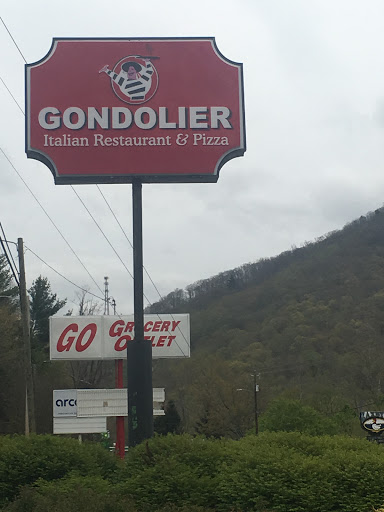 GONDOLIER
Italian Restaurant & Pizza
GO GROCERY
OUTLET